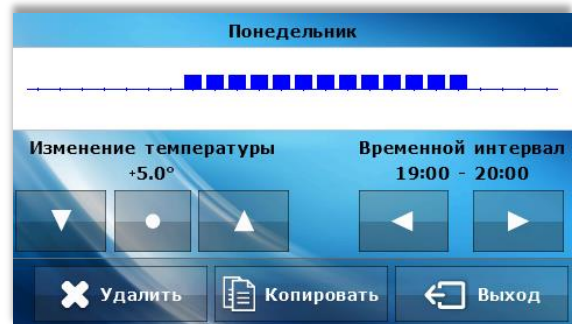 Понедельник
Изменение температуры
+5.0°
Временной интервал
19:00 - 20:00
Удалить
Копировать
Выход